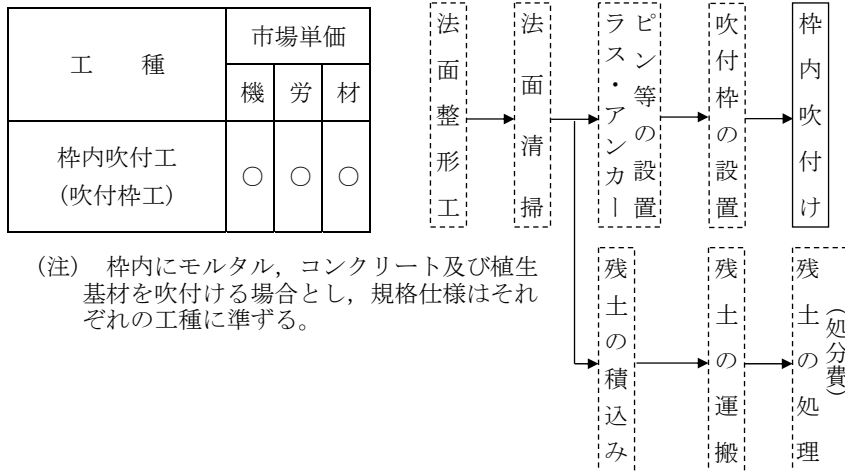 工　種
市場単価
機
労
材
枠内吹付工
(吹付枠工)
○
○
○
法面整形工
法面清掃
ラス・アンカー
ピン等の設置
吹付枠の設置
枠内吹付け
残土の積込み
残土の運搬
残土の処理
(処分費)
(注)　枠内にモルタル，コンクリート及び植生
基材を吹付ける場合とし，規格仕様はそれ
ぞれの工種に準ずる。